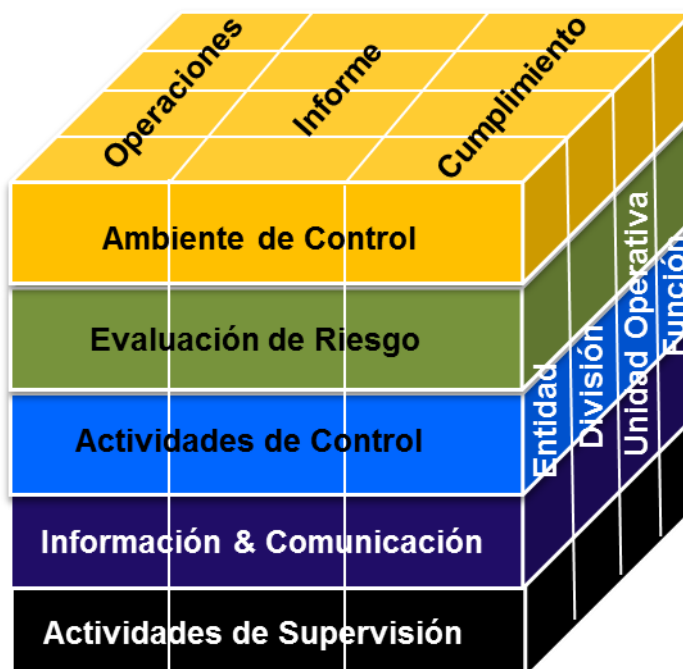 Operaciones
Informe
Cumplimiento
Ambiente de Control
Evaluación de Riesgo
Actividades de Control
Información & Comunicación
Actividades de Supervisión
Entidad
División
Unidad Operativa
Función